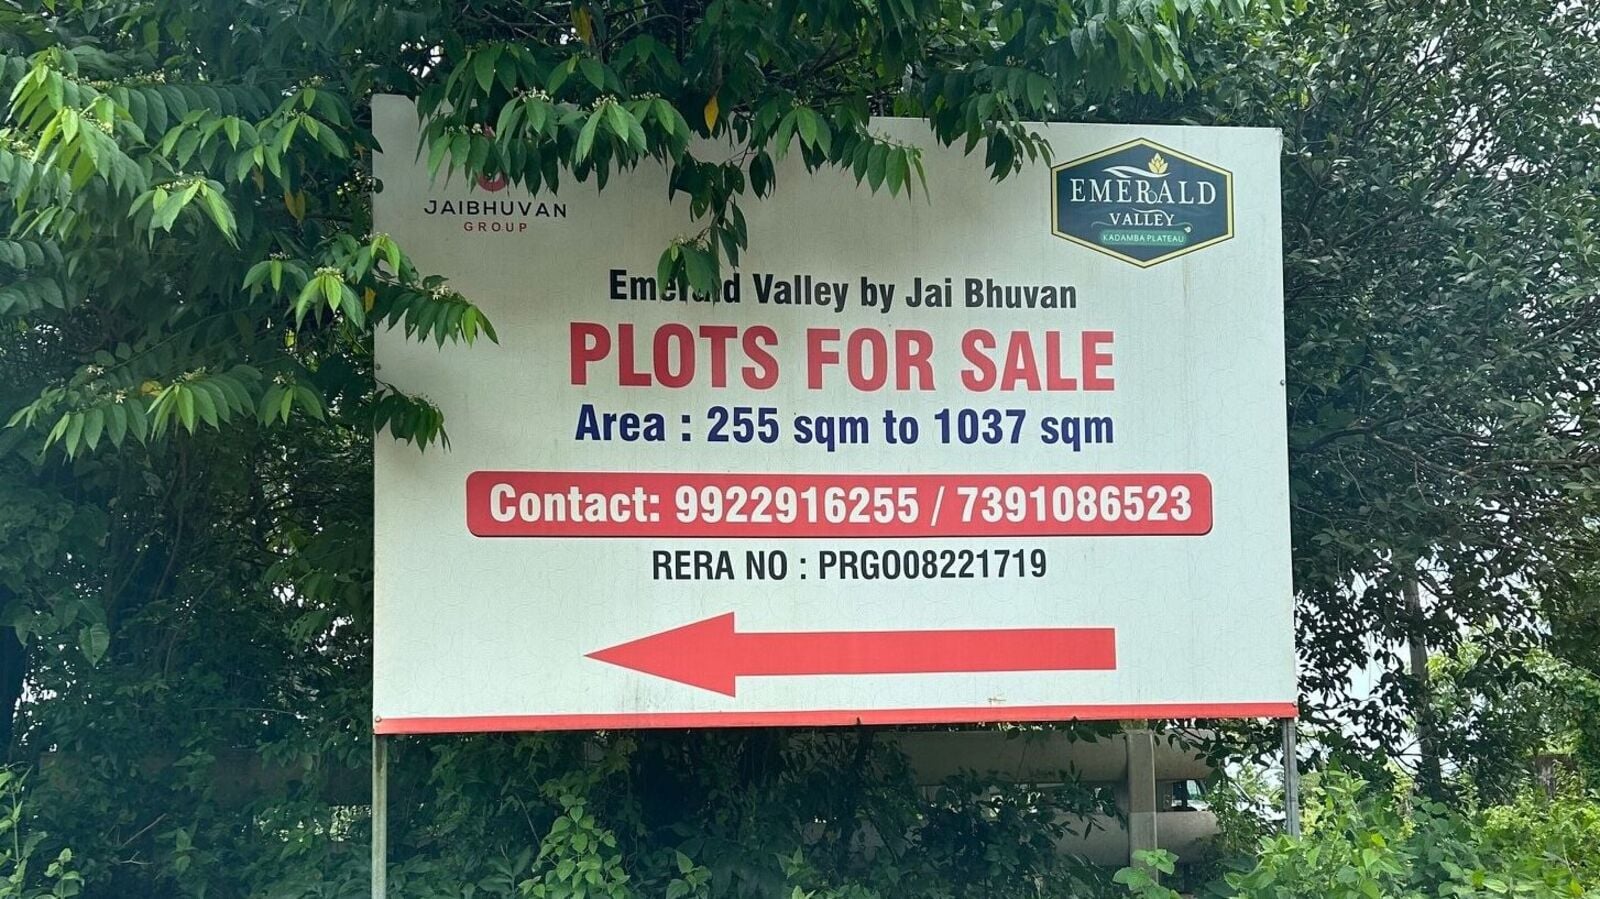 JAIBHUVAN
GROUP
EMERALD
VALLEY
KADAMBA PLATEAU
Emerald Valley by Jai Bhuvan
PLOTS FOR SALE
Area : 255 sqm to 1037 sqm
Contact: 9922916255 / 7391086523
RERA NO : PRGO08221719